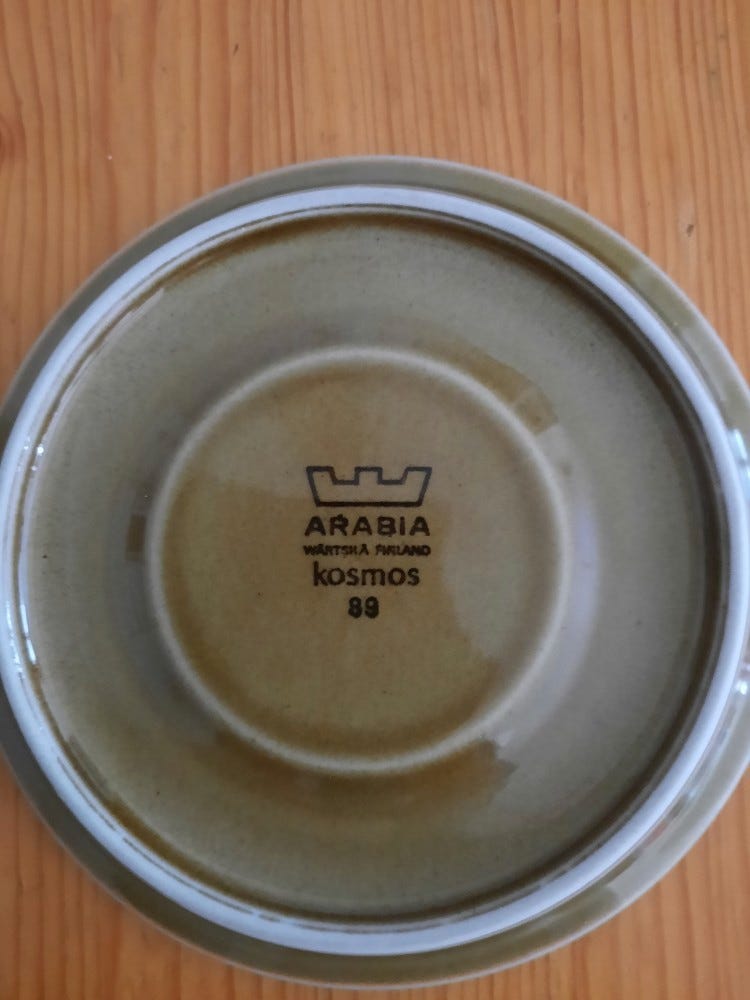 ARABIA
WÄRTSILÄ FINLAND
kosmos
89